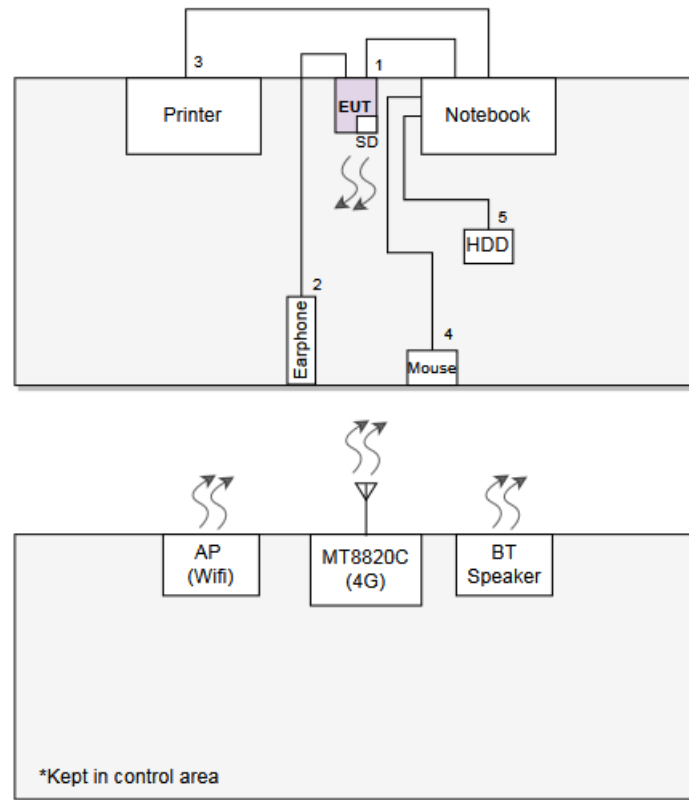 3
1
Printer
EUT
SD
Notebook
5
HDD
2
Earphone
4
Mouse
AP
(Wifi)
MT8820C
(4G)
BT
Speaker
*Kept in control area